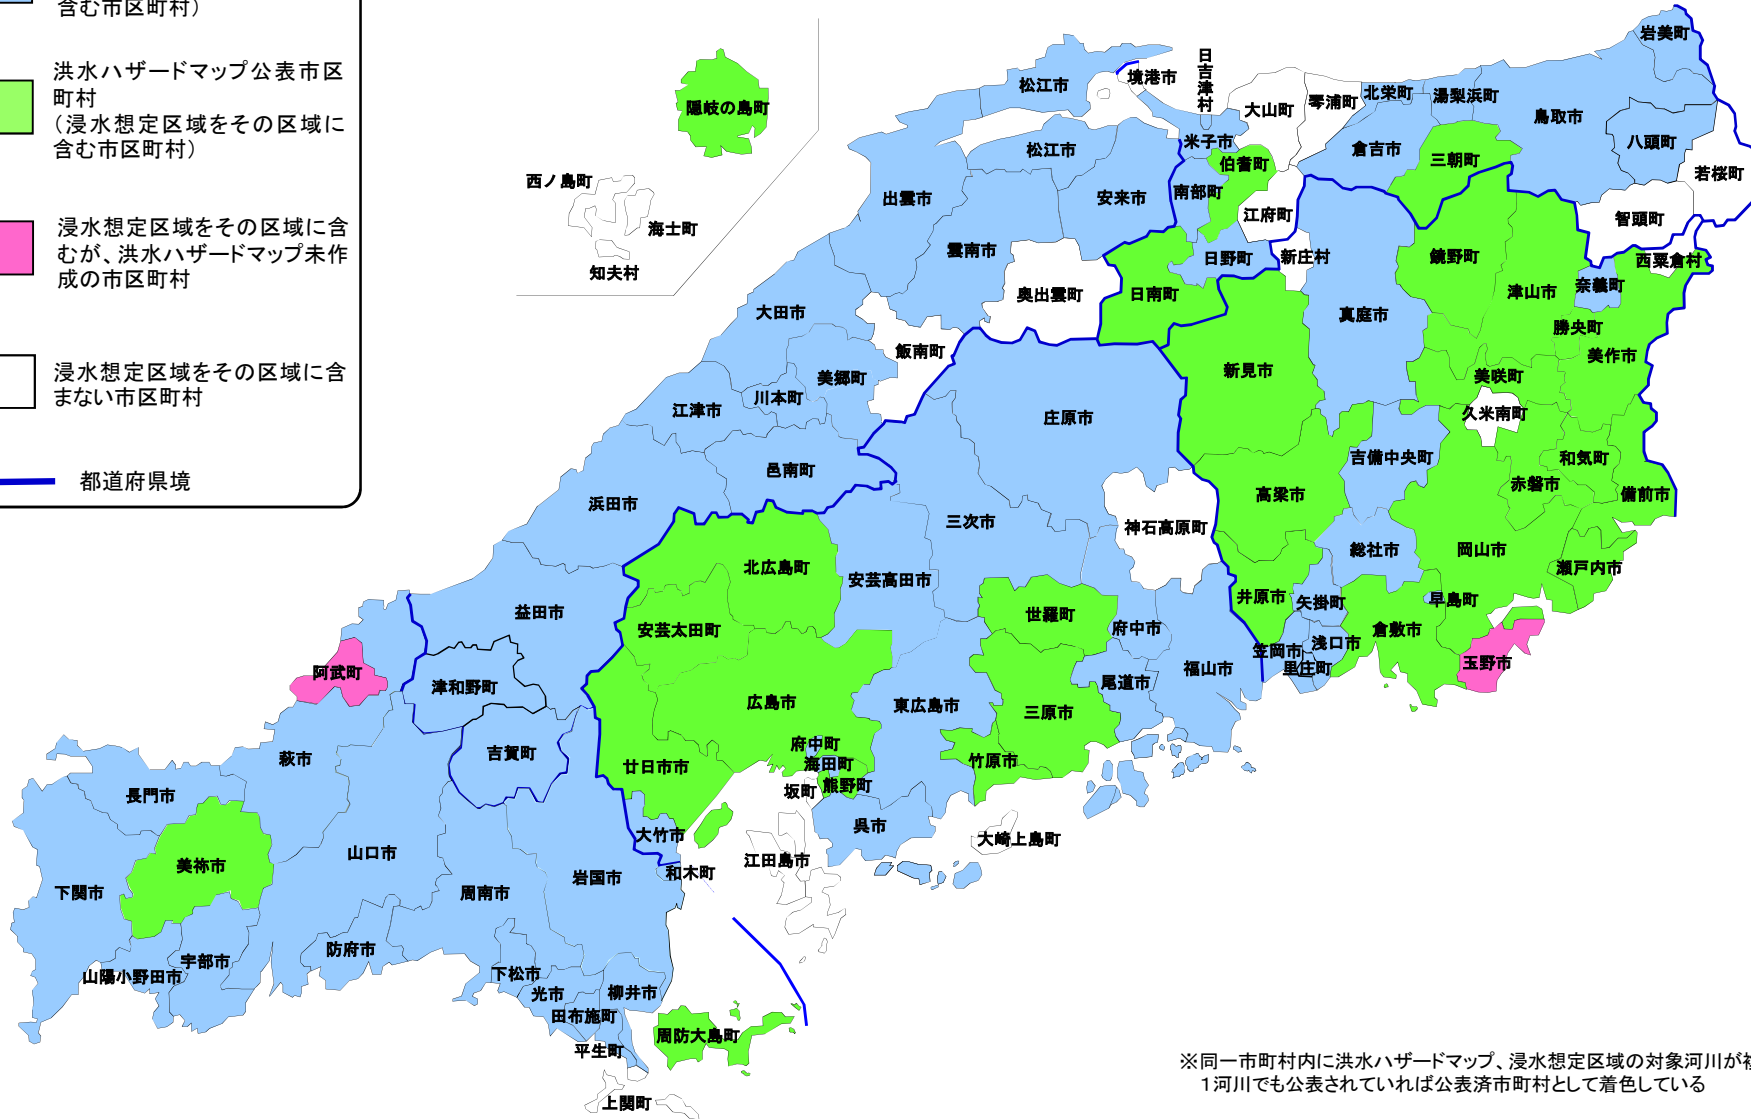 含む市区町村）
洪水ハザードマップ公表市区
町村
（浸水想定区域をその区域に
含む市区町村）
浸水想定区域をその区域に含
むが、洪水ハザードマップ未作
成の市区町村
浸水想定区域をその区域に含
まない市区町村
都道府県境
隠岐の島町
西ノ島町
海士町
知夫村
松江市
境港市
日吉津村
大山町
琴浦町
北栄町
湯梨浜町
岩美町
鳥取市
八頭町
若桜町
智頭町
松江市
米子市
伯耆町
倉吉市
三朝町
出雲市
安来市
南部町
江府町
雲南市
日野町
新庄村
鏡野町
西粟倉村
奥出雲町
日南町
津山市
奈義町
大田市
真庭市
勝央町
飯南町
美作市
美郷町
新見市
美咲町
川本町
江津市
庄原市
久米南町
邑南町
吉備中央町
和気町
赤磐市
備前市
浜田市
高梁市
三次市
神石高原町
北広島町
安芸高田市
総社市
岡山市
瀬戸内市
益田市
安芸太田町
世羅町
府中市
井原市
矢掛町
早島町
倉敷市
浅口市
笠岡市
里庄町
玉野市
阿武町
津和野町
福山市
尾道市
広島市
東広島市
三原市
吉賀町
萩市
府中町
海田町
廿日市市
竹原市
坂町
熊野町
長門市
呉市
大竹市
大崎上島町
山口市
江田島市
美祢市
和木町
下関市
周南市
岩国市
防府市
宇部市
山陽小野田市
下松市
光市
柳井市
田布施町
周防大島町
平生町
上関町
※同一市町村内に洪水ハザードマップ、浸水想定区域の対象河川が複
１河川でも公表されていれば公表済市町村として着色している